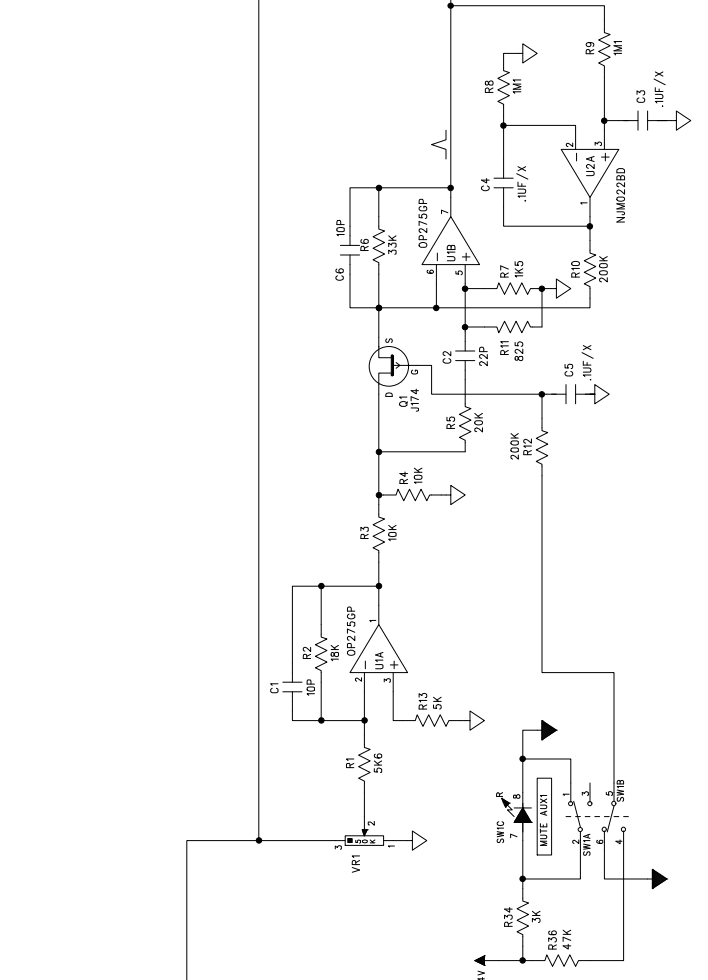 R9
1M1
R8
1M1
C3
.1UF/X
2
3
U2A
1
NJM022BD
C4
.1UF/X
10P
R6
33K
C6
OP275GP
7
U1B
6
5
R7
1K5
R10
200K
R11
825
C2
22P
C5
.1UF/X
S
G
D
Q1
J174
R5
20K
200K
R12
R4
10K
R3
10K
OP275GP
1
U1A
2
3
R2
18K
C1
10P
R13
5K
R1
5K6
2
3
1
50K
VR1
R
8
SW1C
7
MUTE AUX1
1
3
5
SW1B
2
SW1A
6
4
R34
3K
R36
47K
4V